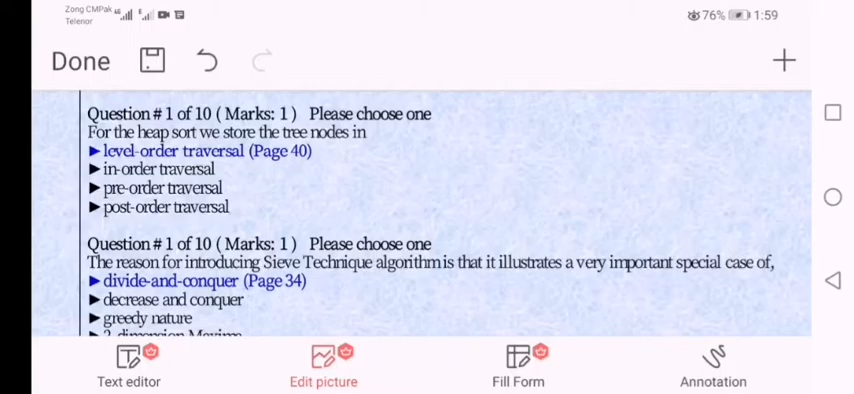 Zong CMPak 4G
Telenor
E
76% 1:59
Done
Question # 1 of 10 ( Marks: 1 ) Please choose one
For the heap sort we store the tree nodes in
►level-order traversal (Page 40)
►in-order traversal
►pre-order traversal
►post-order traversal
Question # 1 of 10 ( Marks: 1 ) Please choose one
The reason for introducing Sieve Technique algorithm is that it illustrates a very important special case of,
►divide-and-conquer (Page 34)
►decrease and conquer
►greedy nature
►2-dimension Maxima
Text editor
Edit picture
Fill Form
Annotation